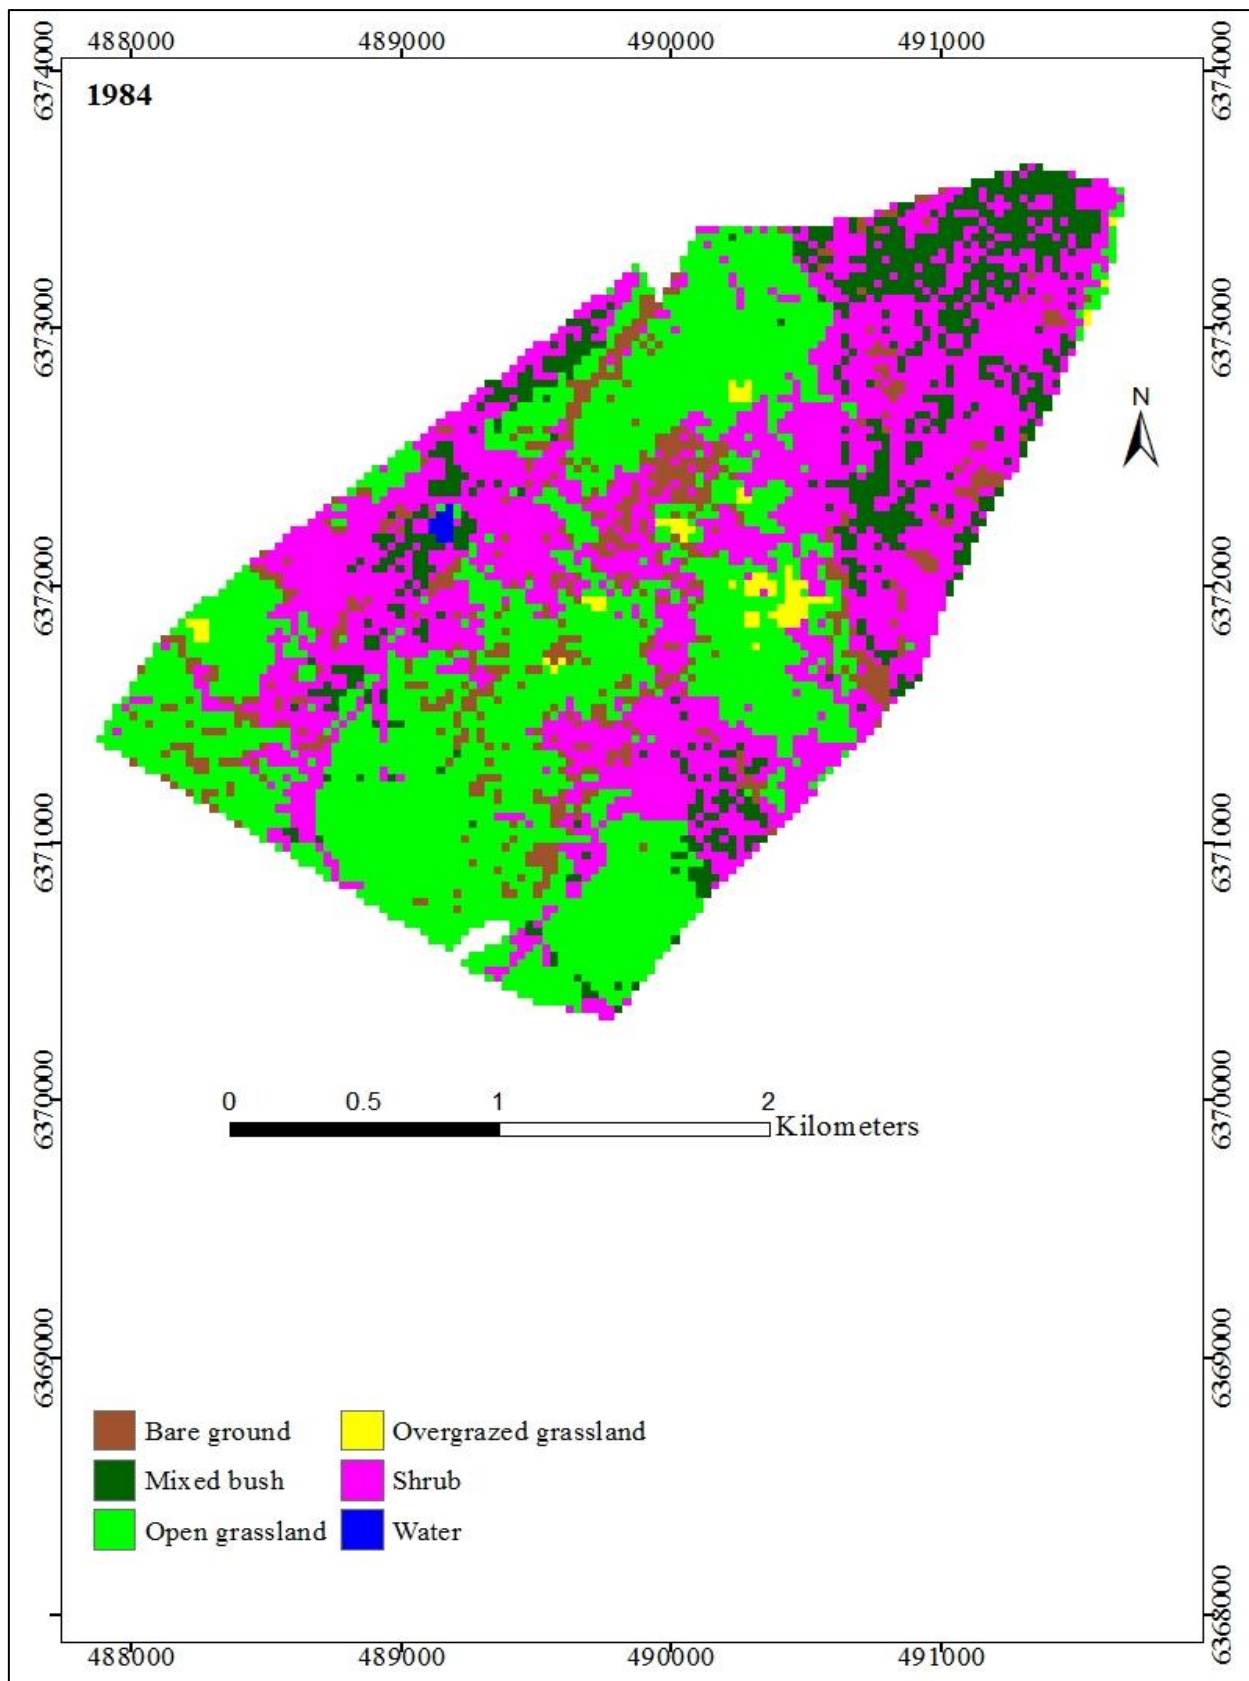 488000 489000 490000 491000
6374000 6374000
1984
6373000 6373000
N
6372000 6372000
6371000 6371000
6370000 6370000
0 0.5 1 2
Kilometers
6369000 6369000
Bare ground Overgrazed grassland
Mixed bush Shrub
Open grassland Water
6368000
488000 489000 490000 491000